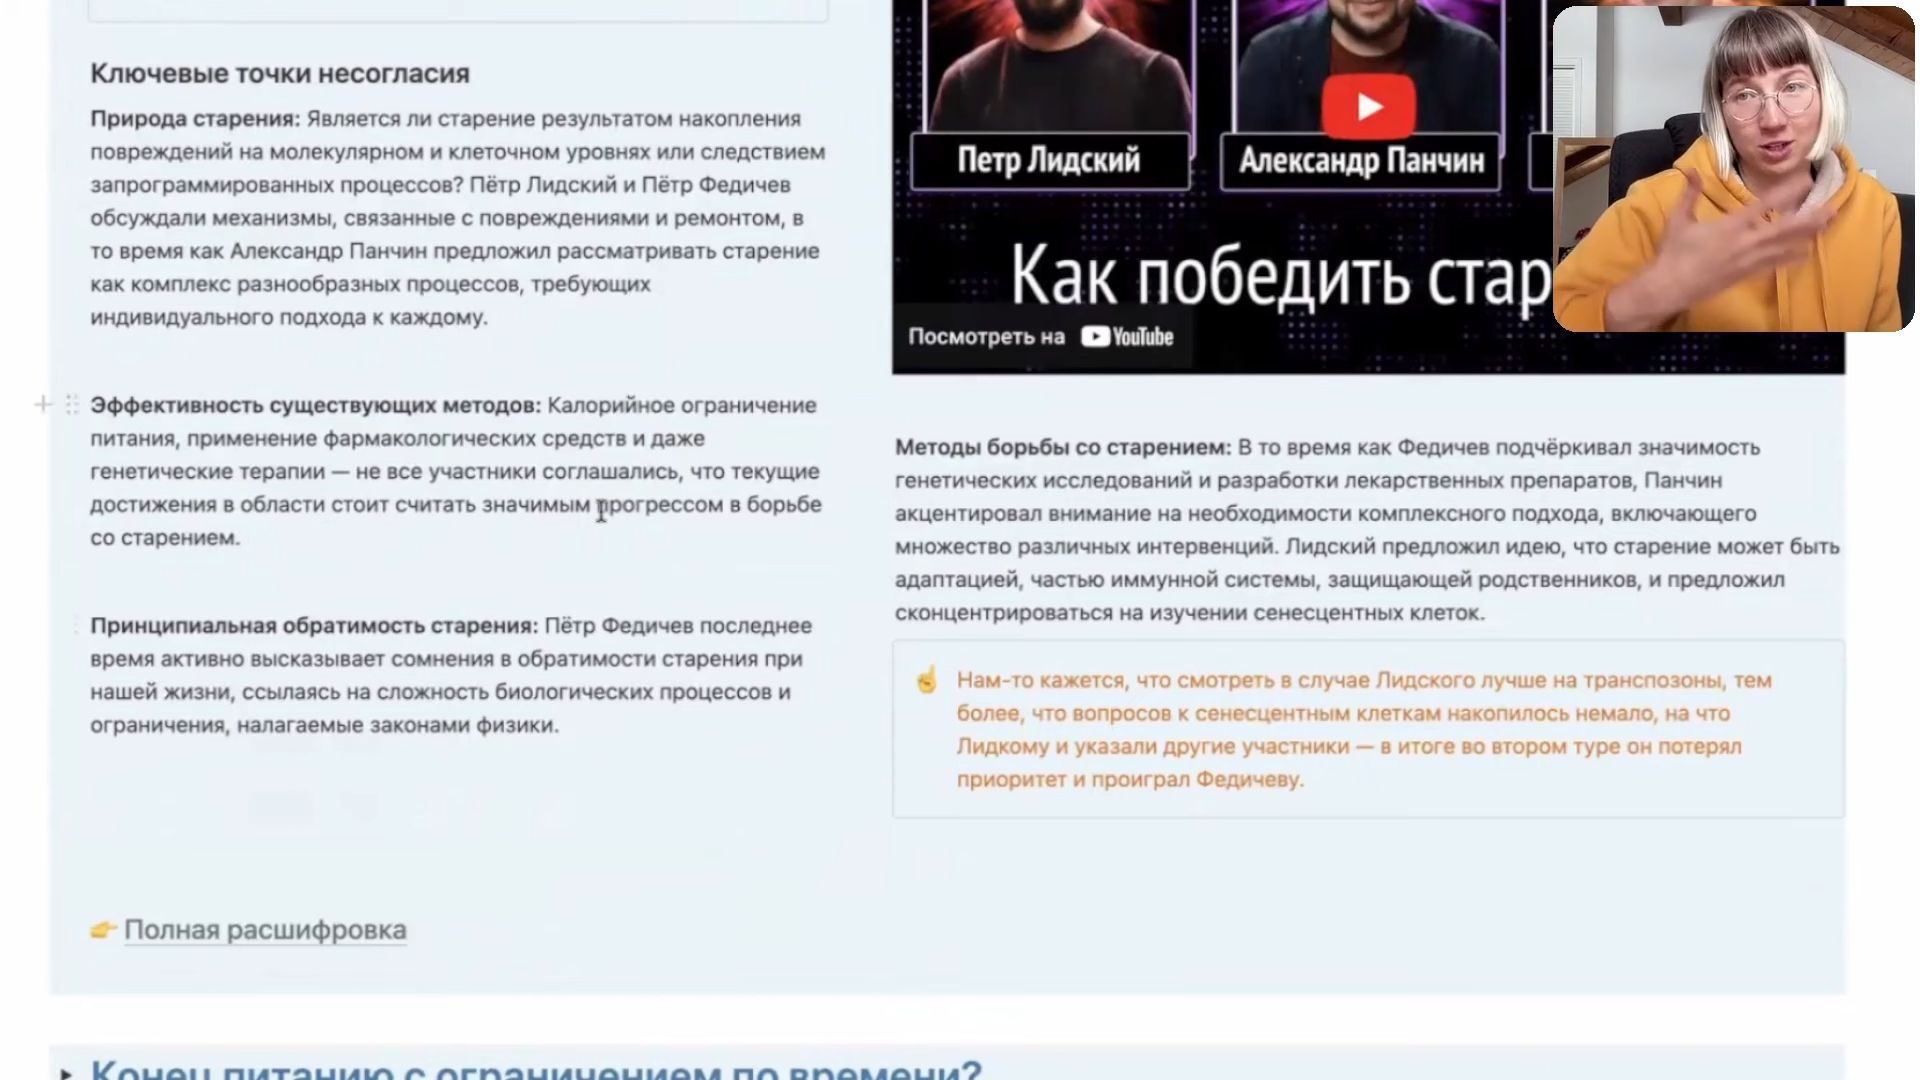 Ключевые точки несогласия
Природа старения: Является ли старение результатом накопления
повреждений на молекулярном и клеточном уровнях или следствием
запрограммированных процессов? Пётр Лидский и Пётр Федичев
обсуждали механизмы, связанные с повреждениями и ремонтом, в
то время как Александр Панчин предложил рассматривать старение
как комплекс разнообразных процессов, требующих
индивидуального подхода к каждому.
Эффективность существующих методов: Калорийное ограничение
питания, применение фармакологических средств и даже
генетические терапии — не все участники соглашались, что текущие
достижения в области стоит считать значимым прогрессом в борьбе
со старением.
Принципиальная обратимость старения: Пётр Федичев последнее
время активно высказывает сомнения в обратимости старения при
нашей жизни, ссылаясь на сложность биологических процессов и
ограничения, налагаемые законами физики.
👉 Полная расшифровка
Петр Лидский
Александр Панчин
Как победить стар
Посмотреть на YouTube
Методы борьбы со старением: В то время как Федичев подчёркивал значимость
генетических исследований и разработки лекарственных препаратов, Панчин
акцентировал внимание на необходимости комплексного подхода, включающего
множество различных интервенций. Лидский предложил идею, что старение может быть
адаптацией, частью иммунной системы, защищающей родственников, и предложил
сконцентрироваться на изучении сенесцентных клеток.
☝️ Нам-то кажется, что смотреть в случае Лидского лучше на транспозоны, тем
более, что вопросов к сенесцентным клеткам накопилось немало, на что
Лидкому и указали другие участники — в итоге во втором туре он потерял
приоритет и проиграл Федичеву.
Конец питанию с ограничением по времени?